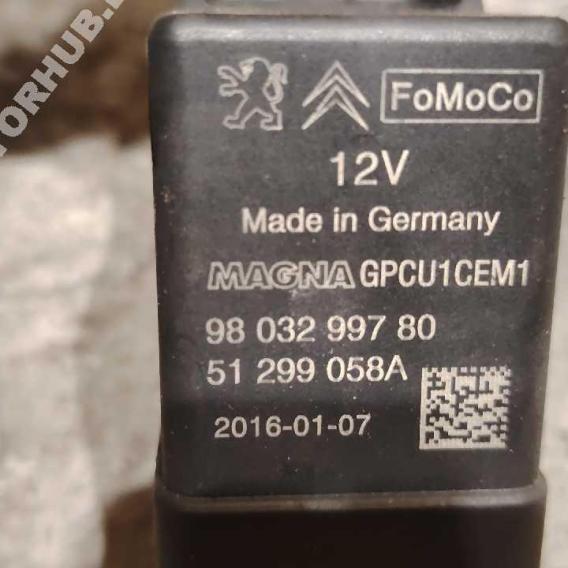 FoMoCo
12V
Made in Germany
MAGNA GPCU1CEM1
98 032 997 80
51 299 058A
2016-01-07